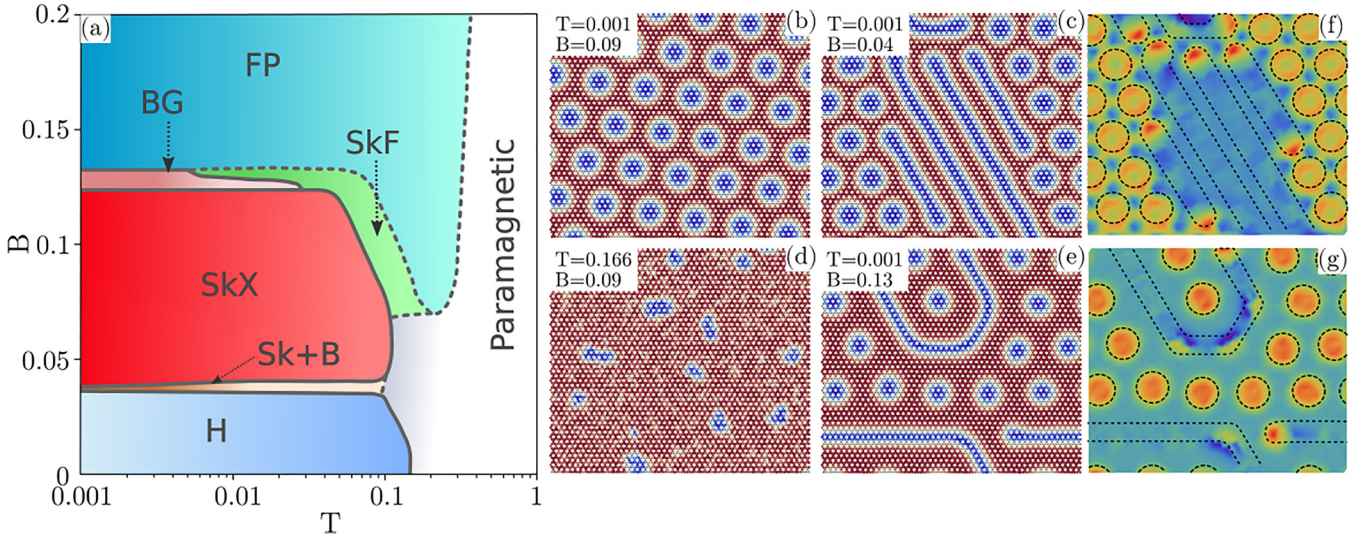 (a)
0.2
0.15
0.1
0.05
0
B
0.001
0.01
0.1
1
T
FP
BG
SkF
SkX
Sk+B
H
Paramagnetic
(b)
T=0.001
B=0.09
(c)
T=0.001
B=0.04
(f)
(d)
T=0.166
B=0.09
(e)
T=0.001
B=0.13
(g)